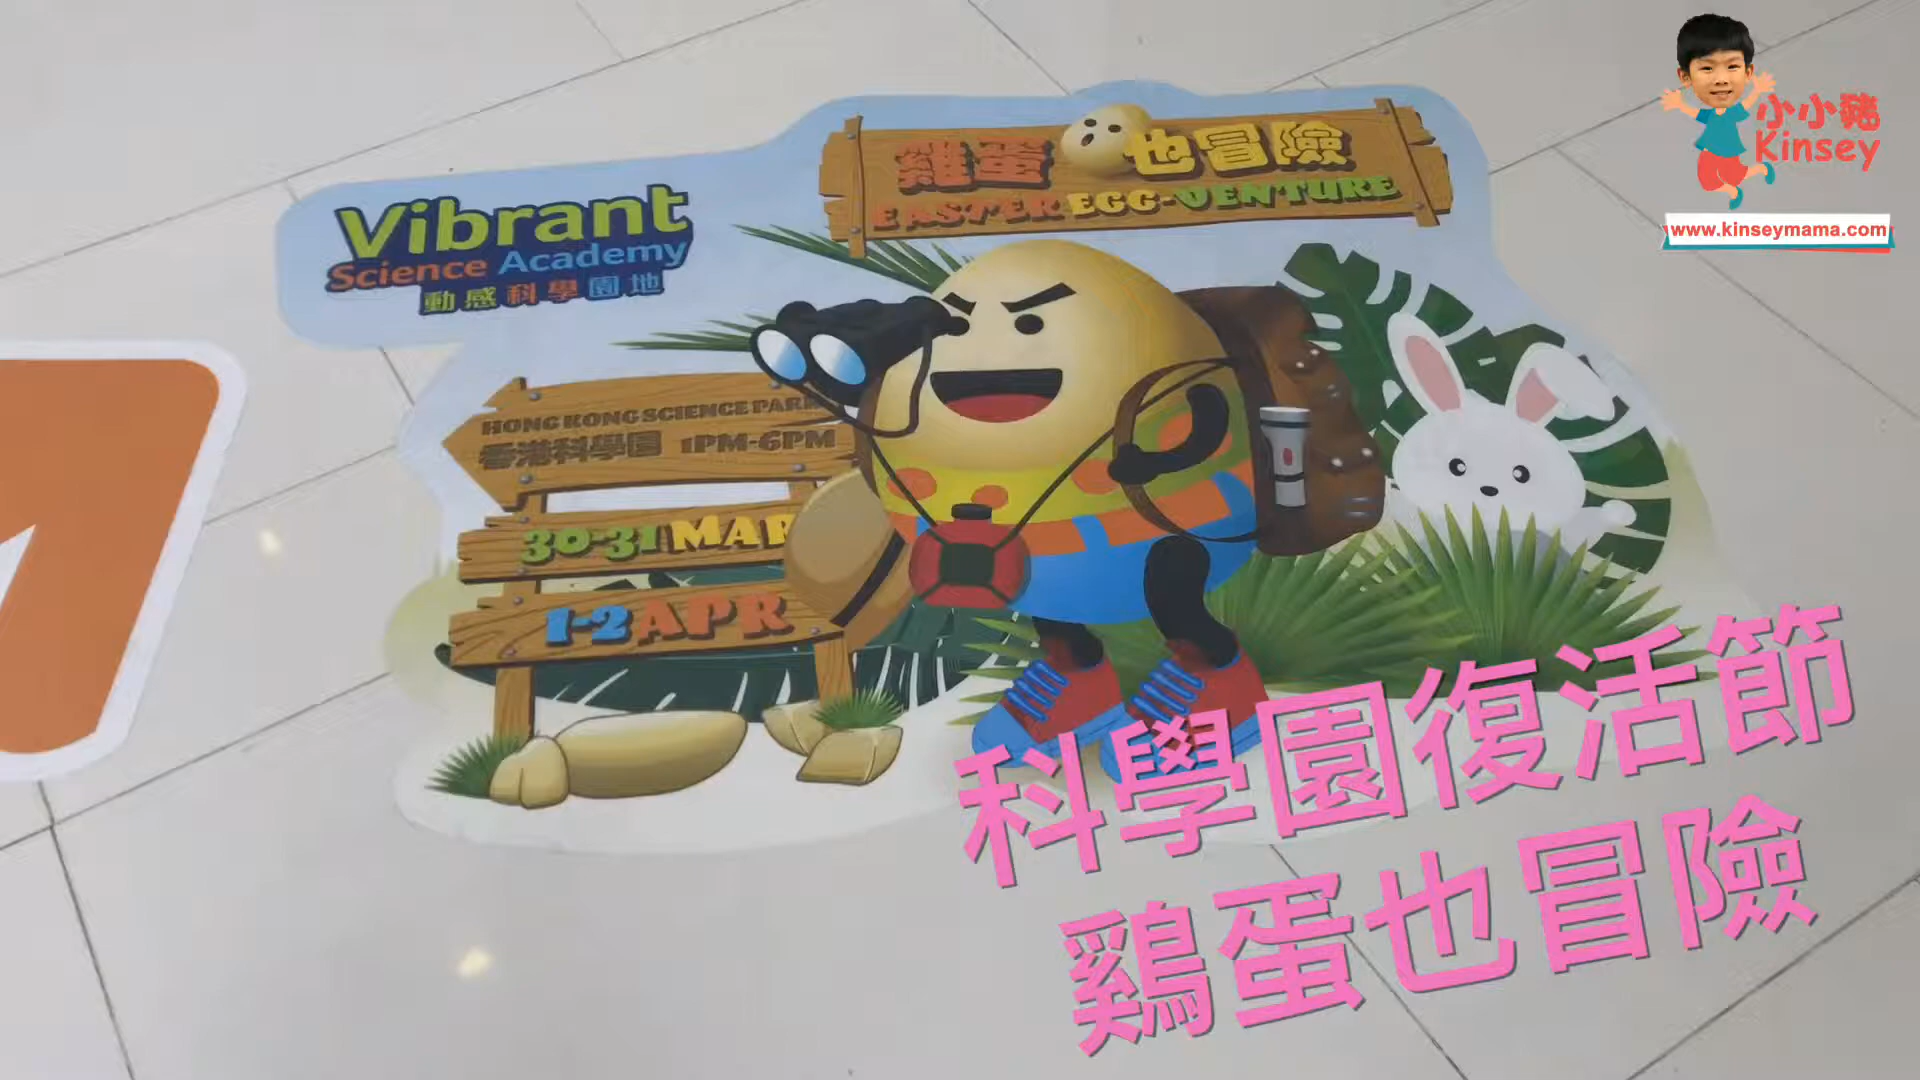 小小豬
Kinsey
www.kinseymama.com
雞蛋也冒險
EASTER EGG-VENTURE
Vibrant
Science Academy
動感科學園地
HONG KONG SCIENCE PARK
香港科學園 1PM-6PM
30-31 MAR
1-2 APR
科學園復活節
鷄蛋也冒險